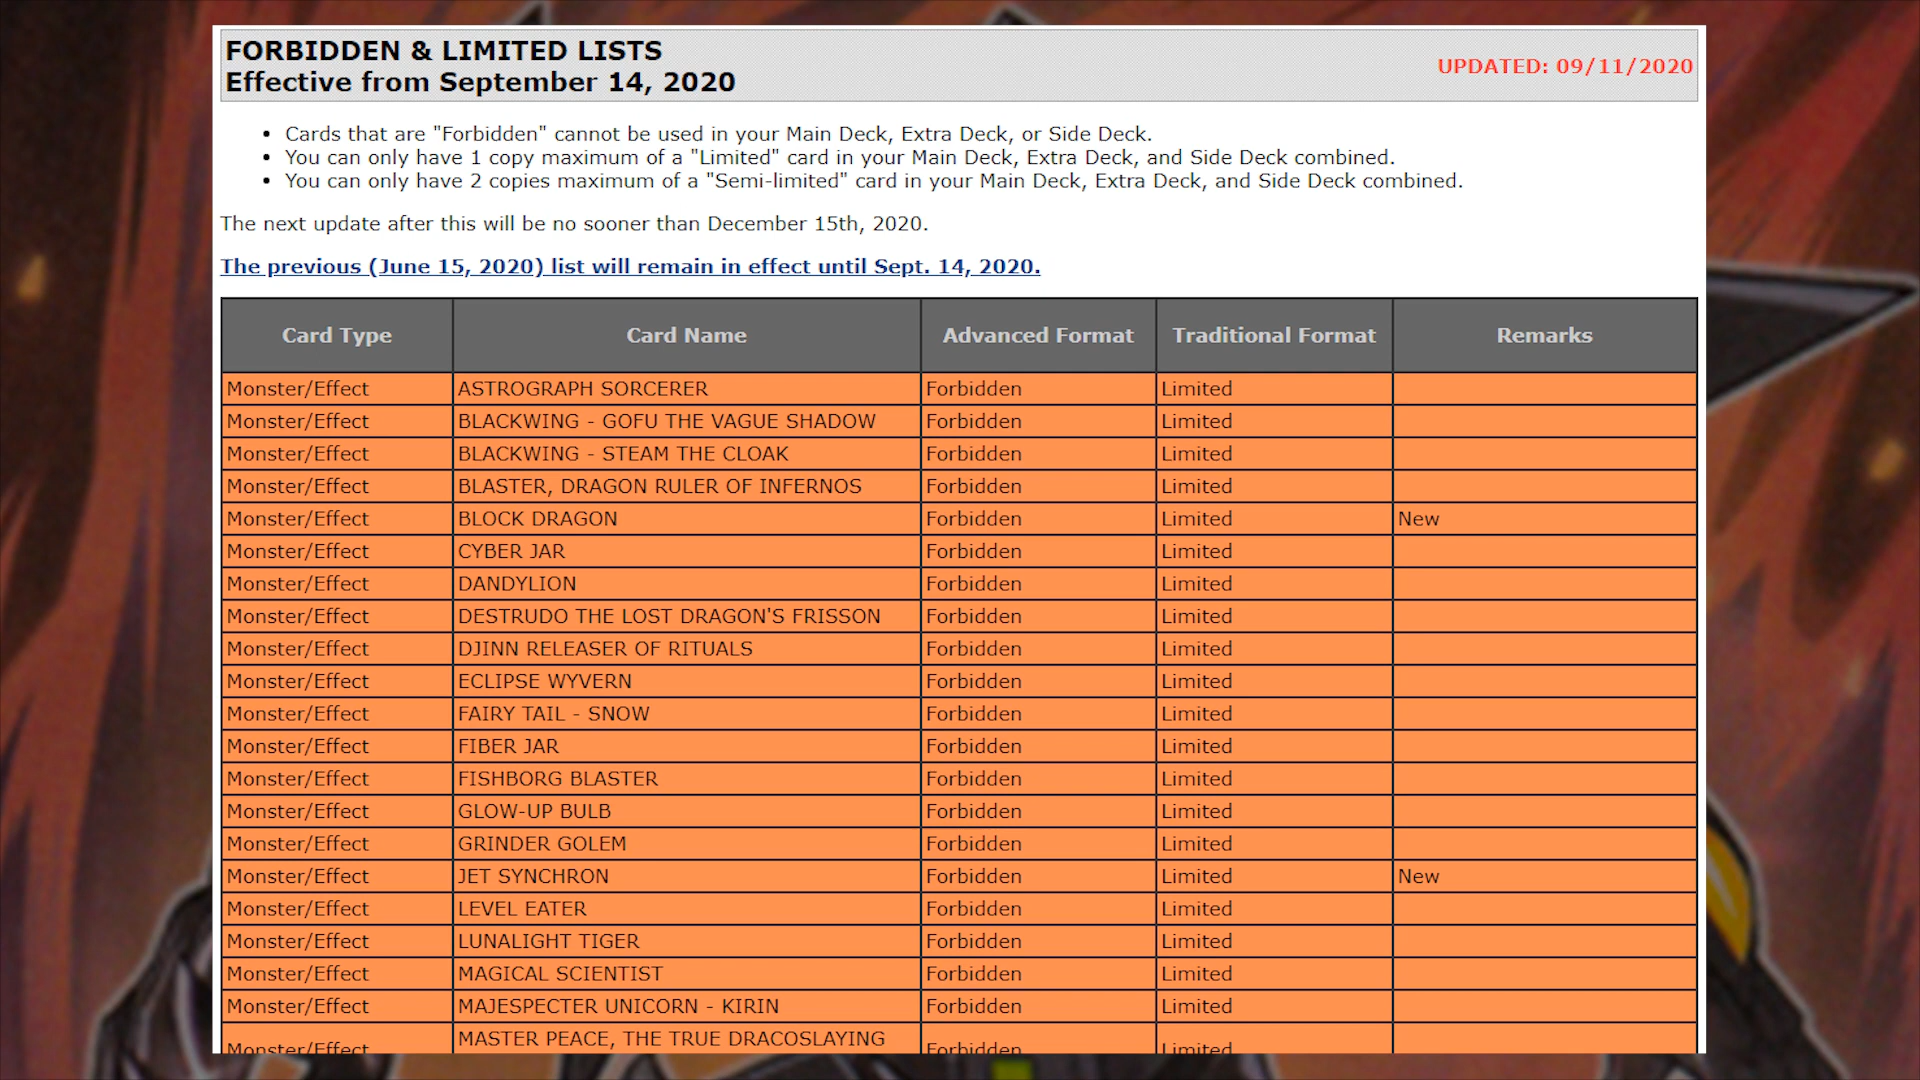 FORBIDDEN & LIMITED LISTS
Effective from September 14, 2020
UPDATED: 09/11/2020
• Cards that are "Forbidden" cannot be used in your Main Deck, Extra Deck, or Side Deck.
• You can only have 1 copy maximum of a "Limited" card in your Main Deck, Extra Deck, and Side Deck combined.
• You can only have 2 copies maximum of a "Semi-limited" card in your Main Deck, Extra Deck, and Side Deck combined.
The next update after this will be no sooner than December 15th, 2020.
The previous (June 15, 2020) list will remain in effect until Sept. 14, 2020.
Card Type Card Name Advanced Format Traditional Format Remarks
Monster/Effect ASTROGRAPH SORCERER Forbidden Limited
Monster/Effect BLACKWING - GOFU THE VAGUE SHADOW Forbidden Limited
Monster/Effect BLACKWING - STEAM THE CLOAK Forbidden Limited
Monster/Effect BLASTER, DRAGON RULER OF INFERNOS Forbidden Limited
Monster/Effect BLOCK DRAGON Forbidden Limited New
Monster/Effect CYBER JAR Forbidden Limited
Monster/Effect DANDYLION Forbidden Limited
Monster/Effect DESTRUDO THE LOST DRAGON'S FRISSON Forbidden Limited
Monster/Effect DJINN RELEASER OF RITUALS Forbidden Limited
Monster/Effect ECLIPSE WYVERN Forbidden Limited
Monster/Effect FAIRY TAIL - SNOW Forbidden Limited
Monster/Effect FIBER JAR Forbidden Limited
Monster/Effect FISHBORG BLASTER Forbidden Limited
Monster/Effect GLOW-UP BULB Forbidden Limited
Monster/Effect GRINDER GOLEM Forbidden Limited
Monster/Effect JET SYNCHRON Forbidden Limited New
Monster/Effect LEVEL EATER Forbidden Limited
Monster/Effect LUNALIGHT TIGER Forbidden Limited
Monster/Effect MAGICAL SCIENTIST Forbidden Limited
Monster/Effect MAJESPECTER UNICORN - KIRIN Forbidden Limited
MASTER PEACE, THE TRUE DRACOSLAYING
Monster/Effect Forbidden Limited